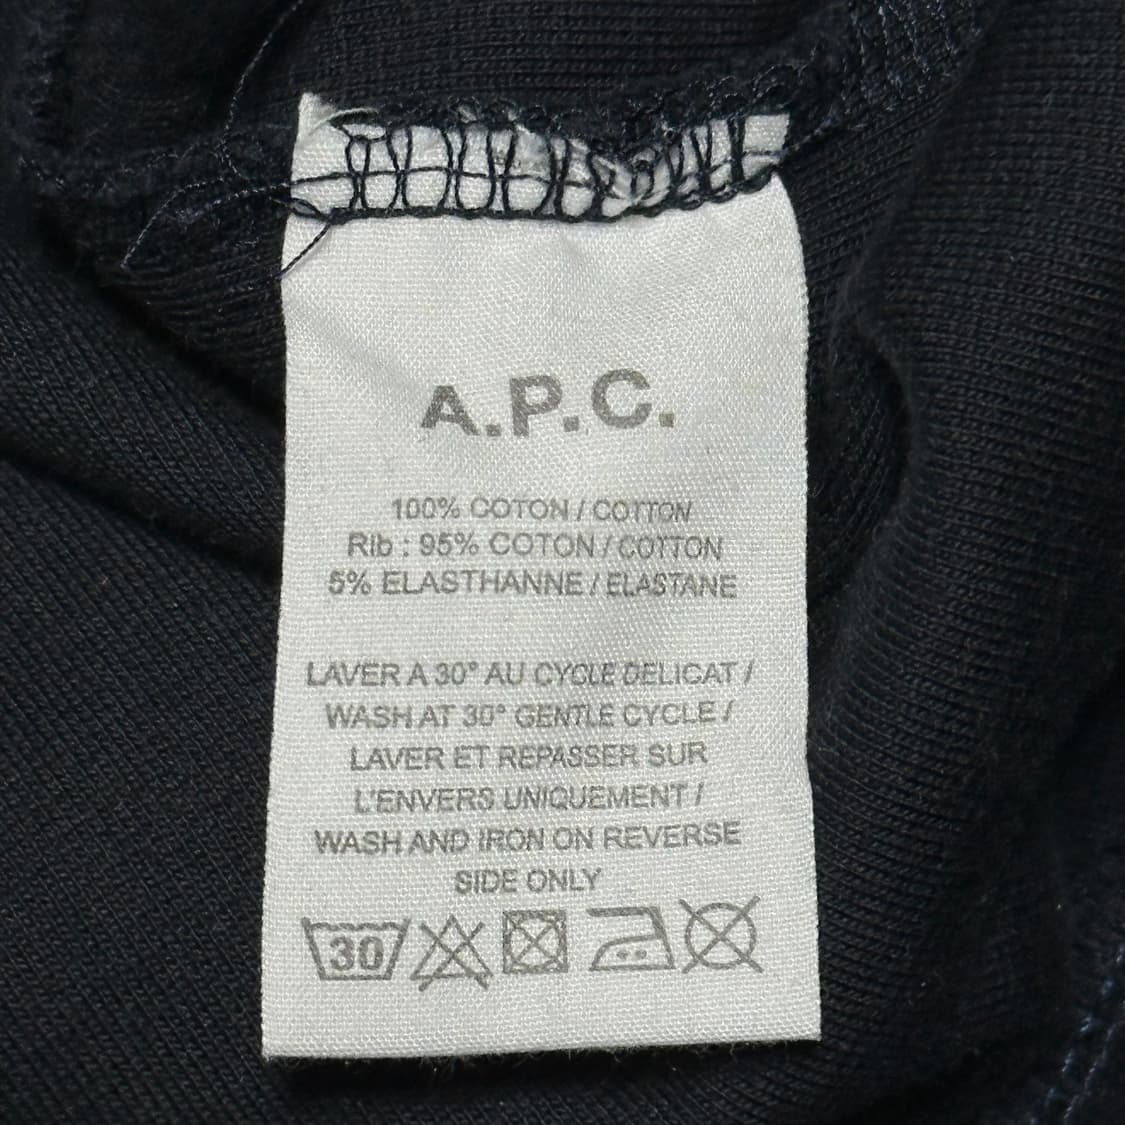 A.P.C.
100% COTON / COTTON
Rib : 95% COTON / COTTON
5% ELASTHANNE / ELASTANE
LAVER A 30° AU CYCLE DELICAT /
WASH AT 30° GENTLE CYCLE /
LAVER ET REPASSER SUR
L'ENVERS UNIQUEMENT /
WASH AND IRON ON REVERSE
SIDE ONLY
30